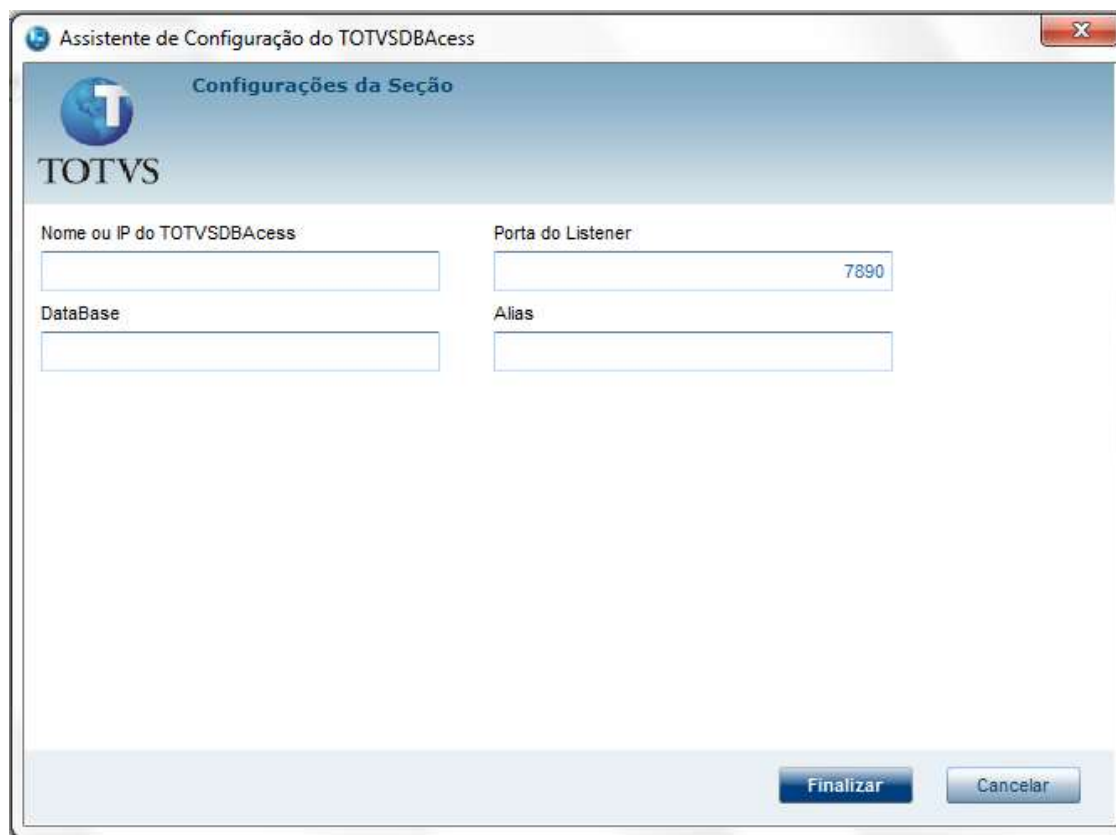 Assistente de Configuração do TOTVSDBAcess
x
Configurações da Seção
T
TOTVS
Nome ou IP do TOTVSDBAcess
Porta do Listener
7890
DataBase
Alias
Finalizar
Cancelar